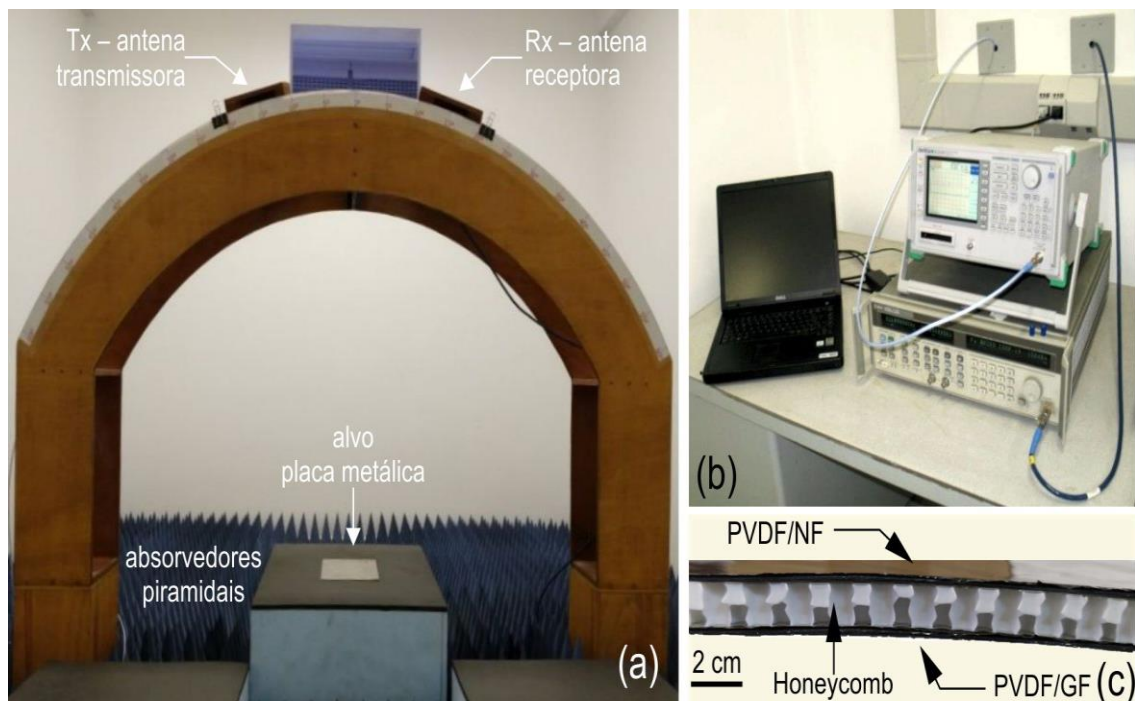 Tx – antena
transmissora
Rx – antena
receptora
alvo
placa metálica
absorvedores
piramidais
(a)
(b)
PVDF/NF
2 cm
Honeycomb
PVDF/GF
(c)